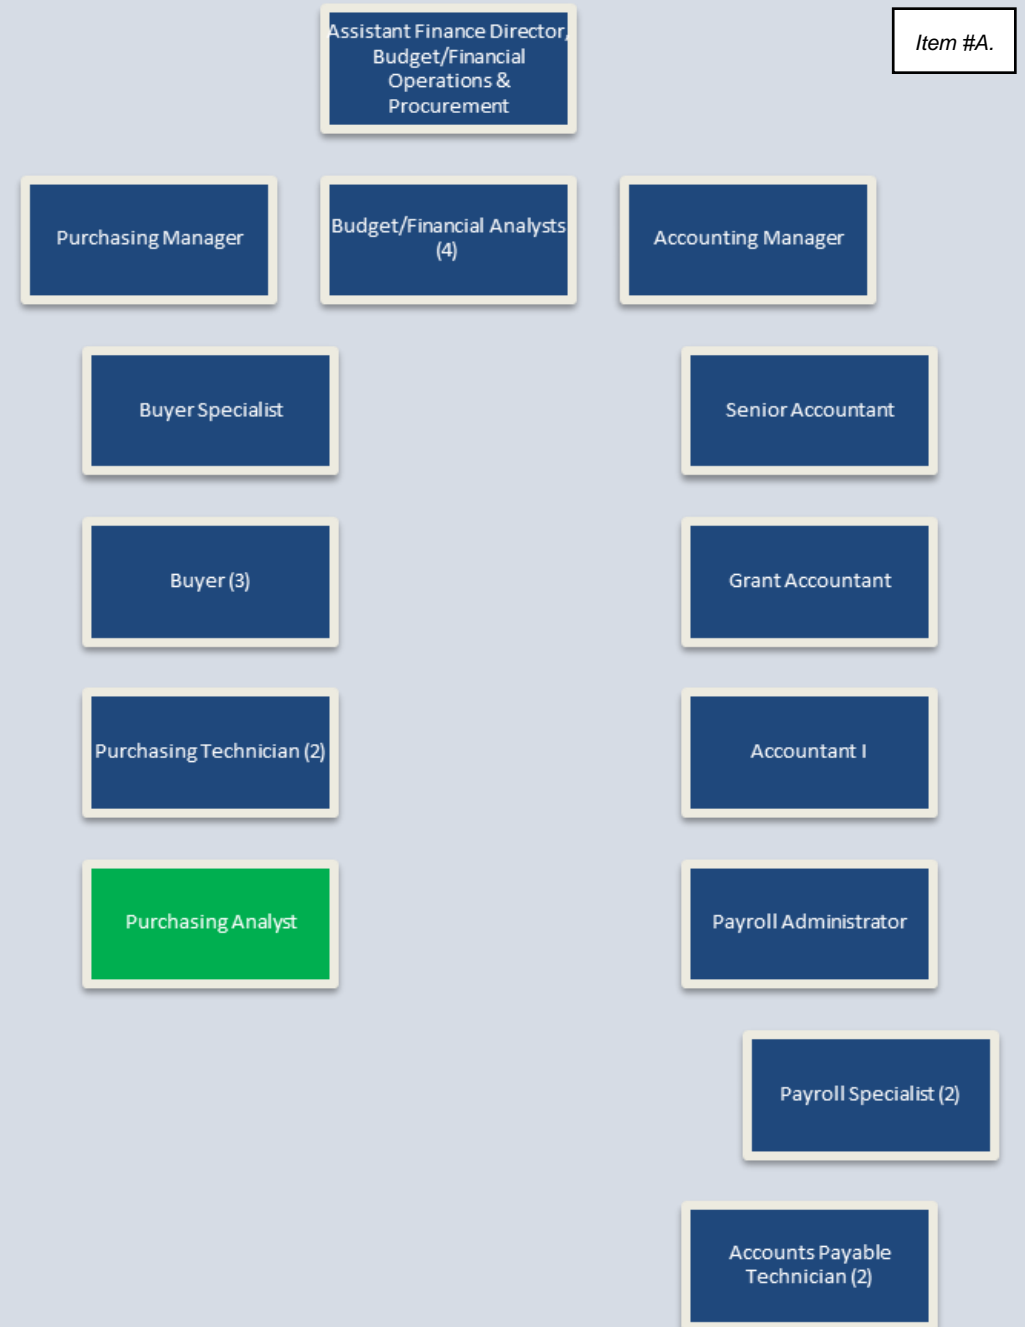 Assistant Finance Director,
Budget/Financial
Operations &
Procurement
Item #A.
Purchasing Manager
Budget/Financial Analysts
(4)
Accounting Manager
Buyer Specialist
Senior Accountant
Buyer (3)
Grant Accountant
Purchasing Technician (2)
Accountant I
Purchasing Analyst
Payroll Administrator
Payroll Specialist (2)
Accounts Payable
Technician (2)